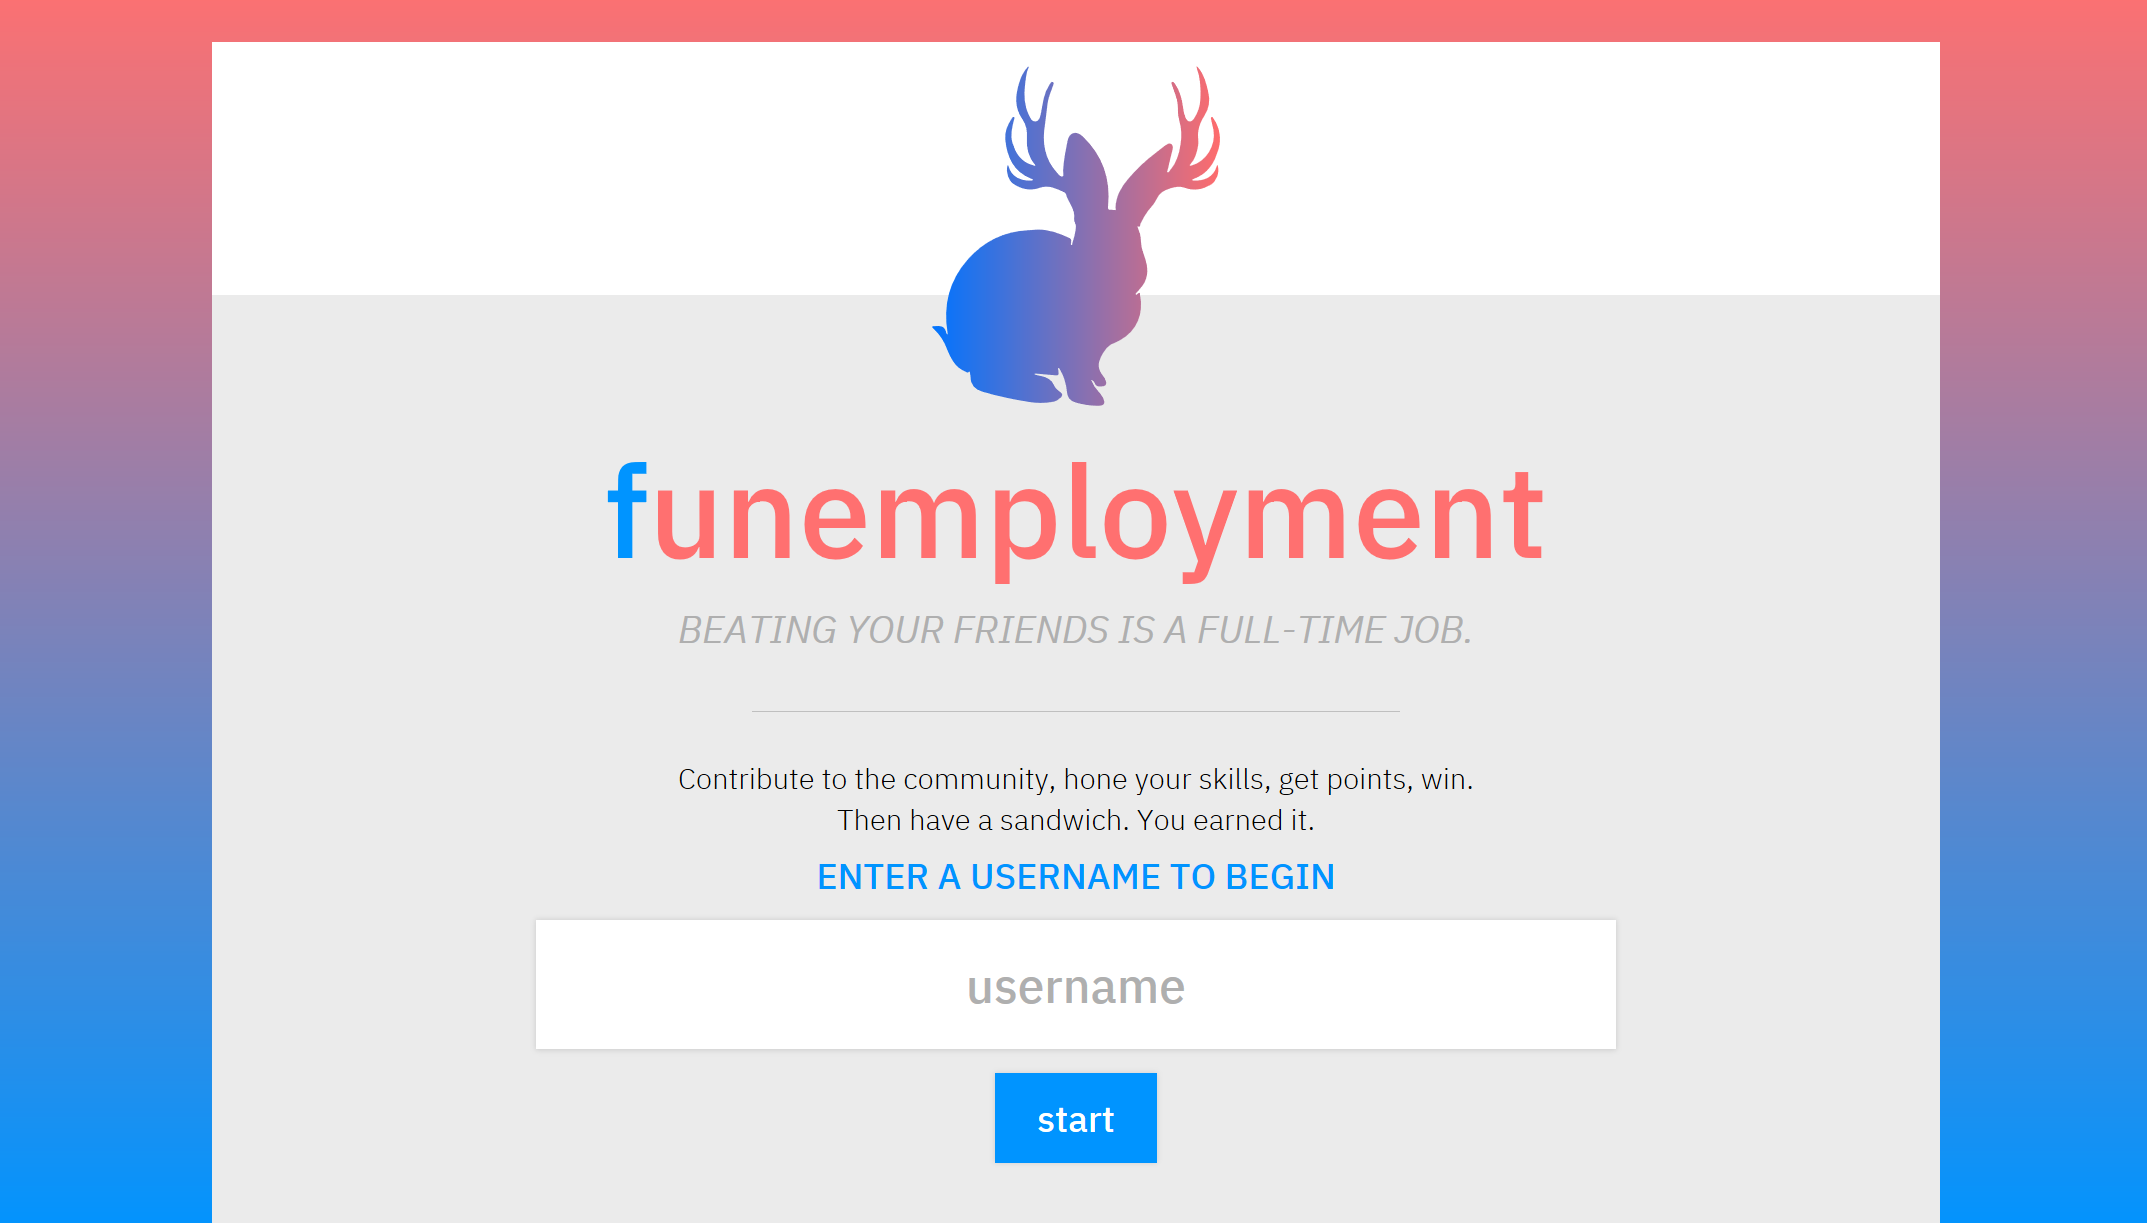 funemployment
BEATING YOUR FRIENDS IS A FULL-TIME JOB.
Contribute to the community, hone your skills, get points, win.
Then have a sandwich. You earned it.
ENTER A USERNAME TO BEGIN
username
start